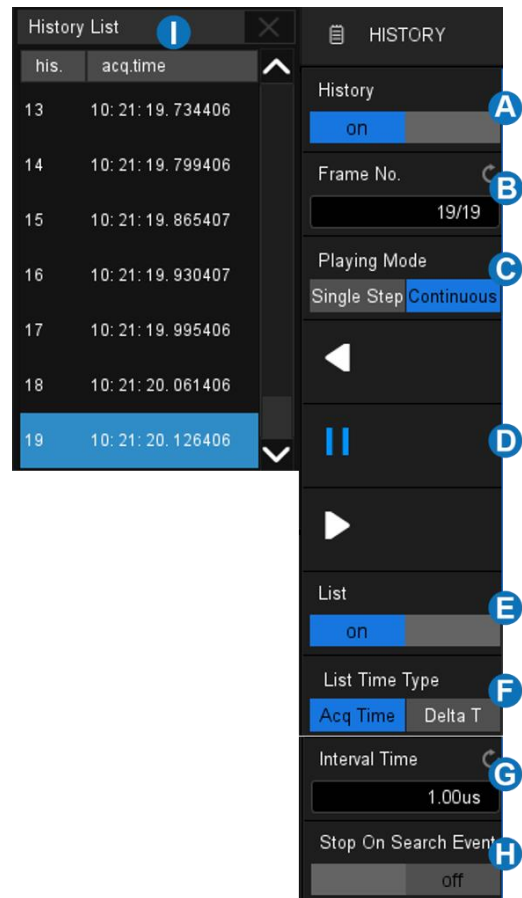 History List
I
his. acq.time
13 10: 21: 19. 734406
14 10: 21: 19. 799406
15 10: 21: 19. 865407
16 10: 21: 19. 930407
17 10: 21: 19. 995406
18 10: 21: 20. 061406
19 10: 21: 20. 126406
HISTORY
History
A
on
Frame No.
B
19/19
Playing Mode
C
Single Step Continuous
D
List
E
on
List Time Type
F
Acq Time Delta T
Interval Time
G
1.00us
Stop On Search Event
H
off